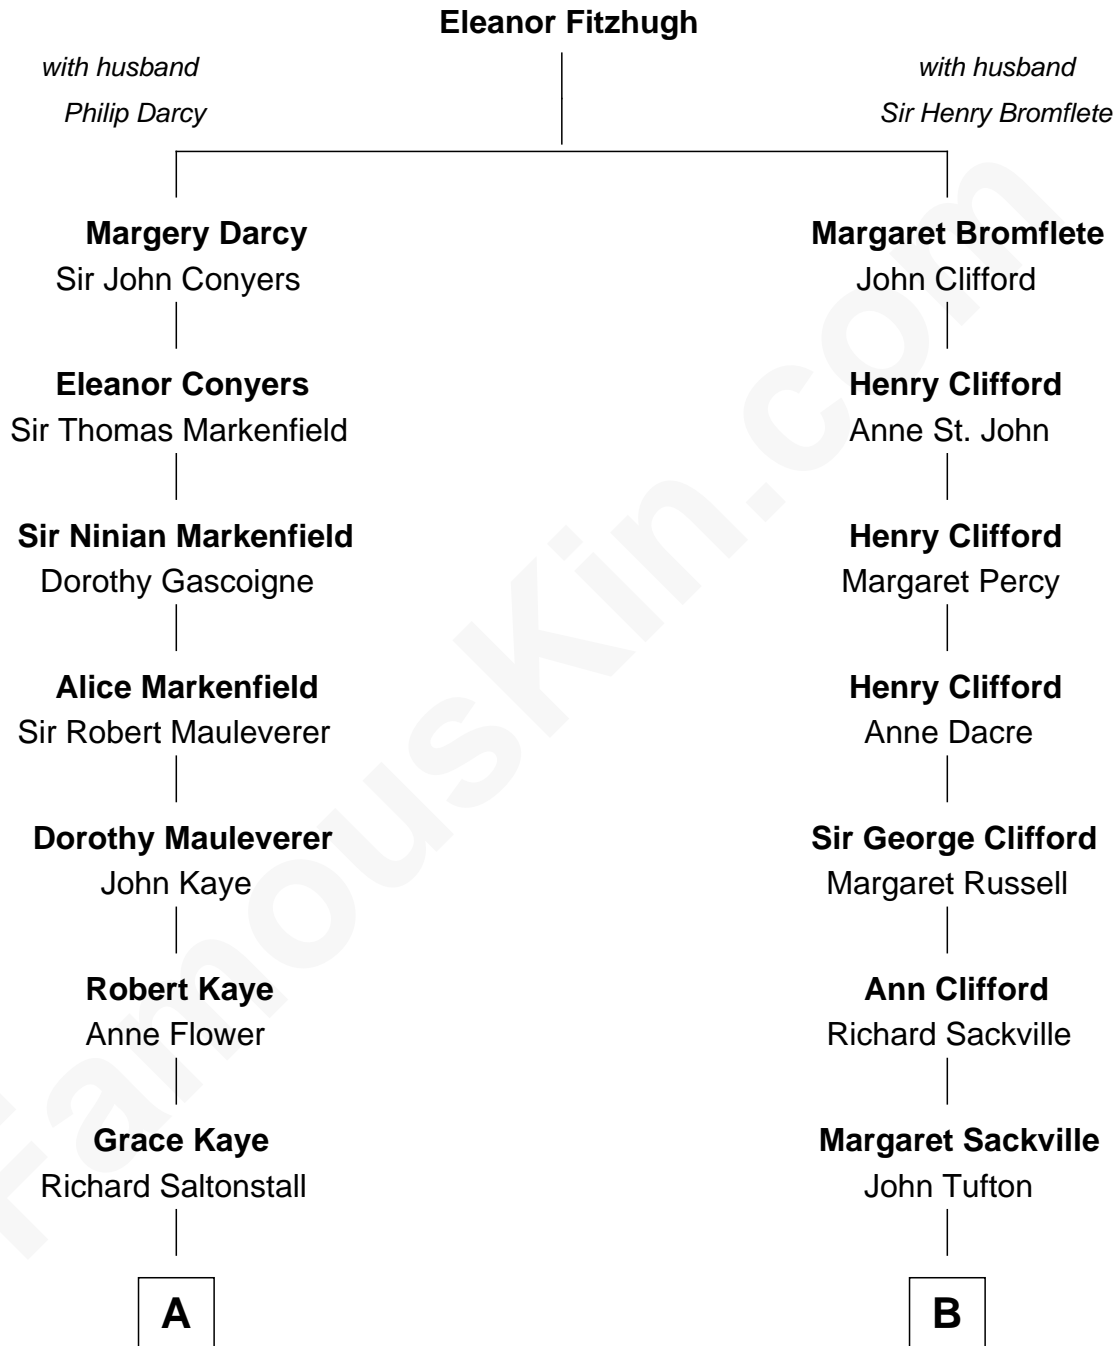 Eleanor Fitzhugh
with husband
Philip Darcy
with husband
Sir Henry Bromflete
Margery Darcy
Sir John Conyers
Margaret Bromflete
John Clifford
Eleanor Conyers
Sir Thomas Markenfield
Henry Clifford
Anne St. John
Sir Ninian Markenfield
Dorothy Gascoigne
Henry Clifford
Margaret Percy
Alice Markenfield
Sir Robert Mauleverer
Henry Clifford
Anne Dacre
Dorothy Mauleverer
John Kaye
Sir George Clifford
Margaret Russell
Robert Kaye
Anne Flower
Ann Clifford
Richard Sackville
Grace Kaye
Richard Saltonstall
Margaret Sackville
John Tufton
A
B
FamousKin.com